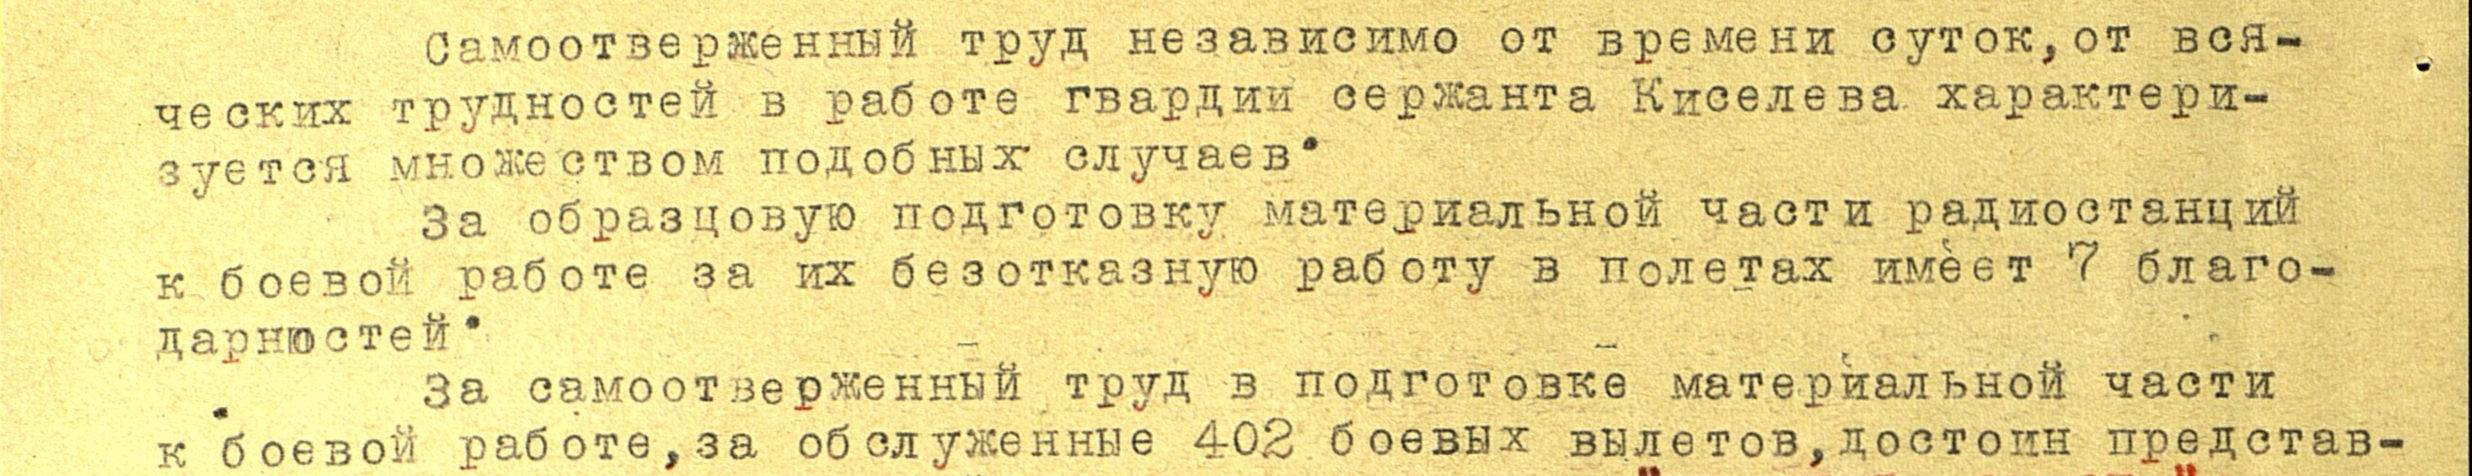 Самоотверженный труд независимо от времени суток,от вся-
ческих трудностей в работе гвардии сержанта Киселева характери-
зуется множеством подобных случаев.
За образцовую подготовку материальной части радиостанций
к боевой работе за их безотказную работу в полетах имеет 7 благо-
дарностей.
За самоотверженный труд в подготовке материальной части
к боевой работе,за обслуженные 402 боевых вылетов,достоин представ-